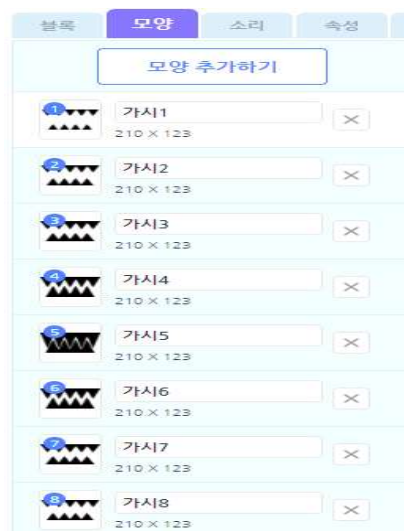 블록 모양 소리 속성
모양 추가하기
1 가시1
210 × 123
2 가시2
210 × 123
3 가시3
210 × 123
4 가시4
210 × 123
5 가시5
210 × 123
6 가시6
210 × 123
7 가시7
210 × 123
8 가시8
210 × 123